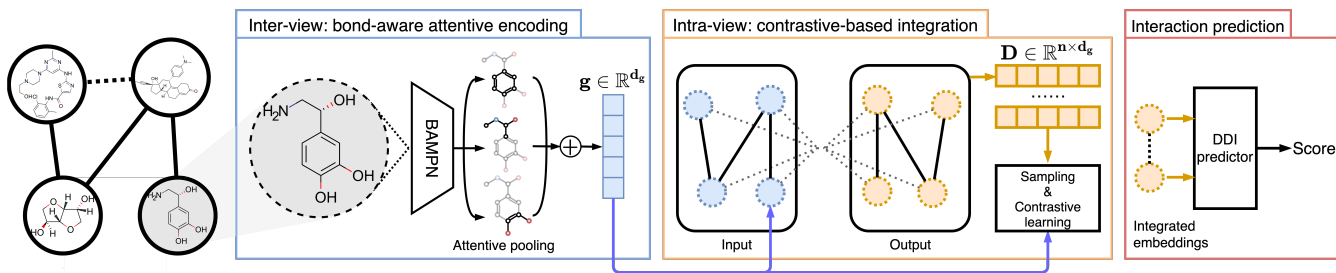 Inter-view: bond-aware attentive encoding
Intra-view: contrastive-based integration
Interaction prediction
H₂N
OH
OH
OH
BAMPN
Attentive pooling
g ∈ ℝ^{d_g}
Input
Output
D ∈ ℝ^{n×d_g}
......
Sampling
&
Contrastive
learning
Integrated
embeddings
DDI
predictor
Score